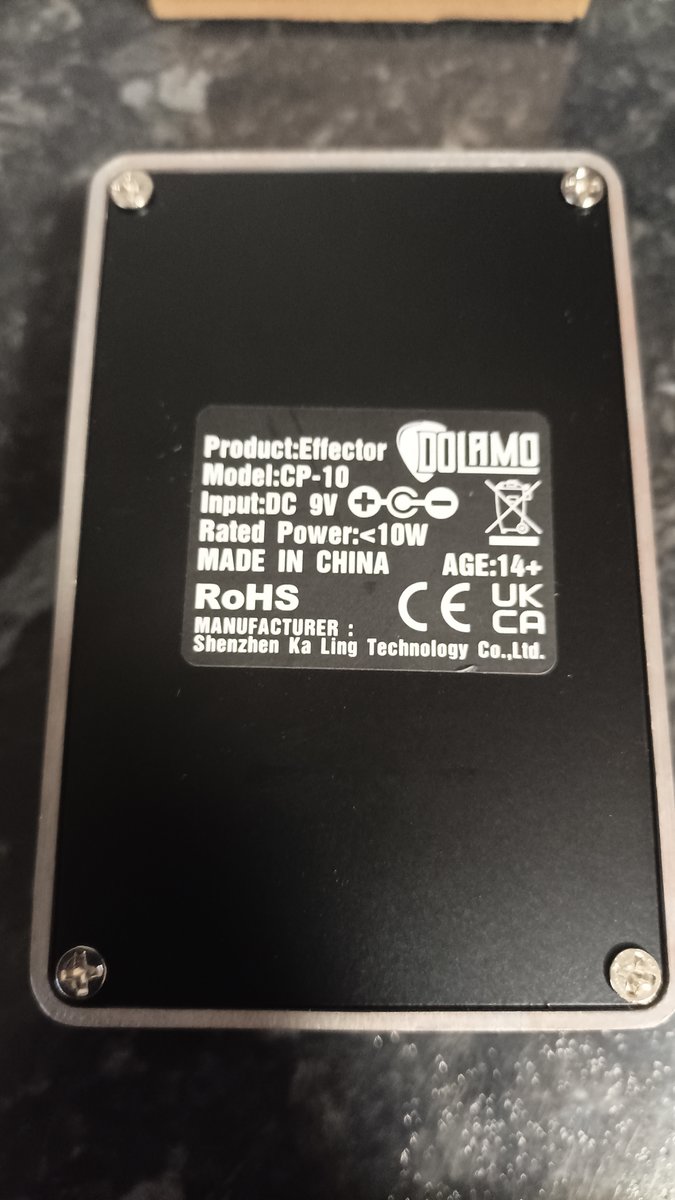 Product:Effector
DOLAMO
Model:CP-10
Input:DC 9V
Rated Power:<10W
MADE IN CHINA
AGE:14+
RoHS
CE
UK
CA
MANUFACTURER :
Shenzhen Ka Ling Technology Co.,Ltd.